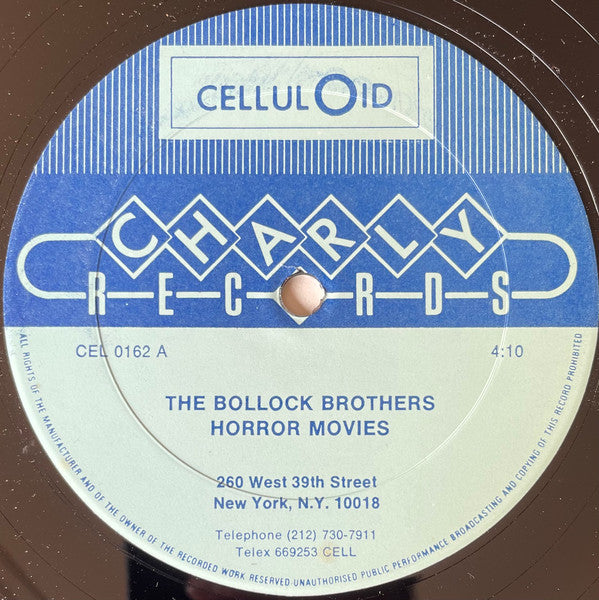 CELLULOID
CHARLY
RECORDS
CEL 0162 A
4:10
THE BOLLOCK BROTHERS
HORROR MOVIES
260 West 39th Street
New York, N.Y. 10018
Telephone (212) 730-7911
Telex 669253 CELL
ALL RIGHTS OF THE MANUFACTURER AND OF THE OWNER OF THE RECORDED WORK RESERVED·UNAUTHORISED PUBLIC PERFORMANCE BROADCASTING AND COPYING OF THIS RECORD PROHIBITED